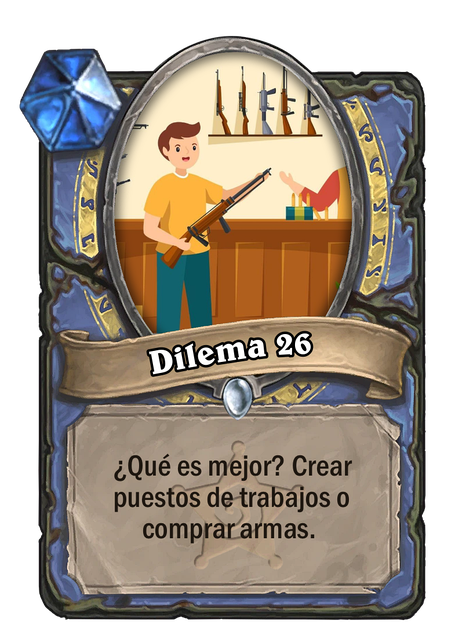 Dilema 26
¿Qué es mejor? Crear
puestos de trabajos o
comprar armas.